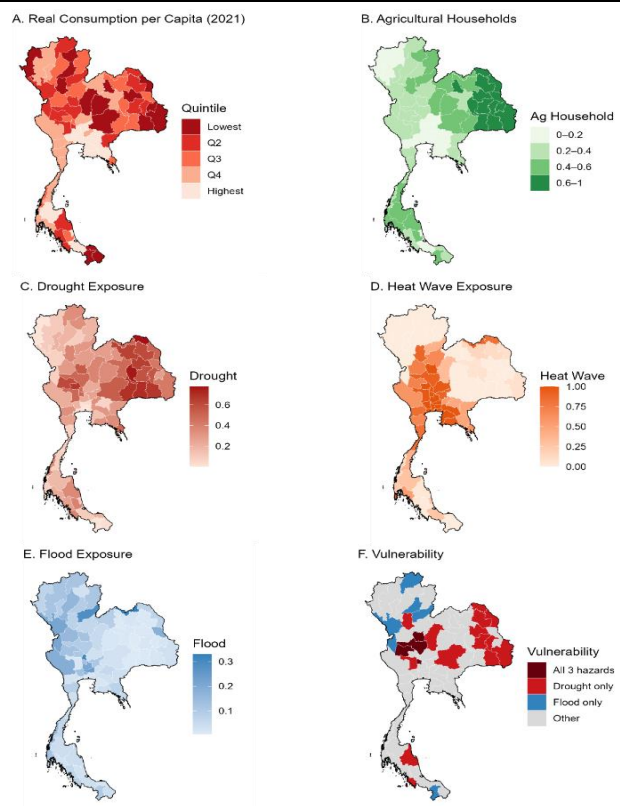 A. Real Consumption per Capita (2021)
Quintile
Lowest
Q2
Q3
Q4
Highest
B. Agricultural Households
Ag Household
0–0.2
0.2–0.4
0.4–0.6
0.6–1
C. Drought Exposure
Drought
0.6
0.4
0.2
D. Heat Wave Exposure
Heat Wave
1.00
0.75
0.50
0.25
0.00
E. Flood Exposure
Flood
0.3
0.2
0.1
F. Vulnerability
Vulnerability
All 3 hazards
Drought only
Flood only
Other